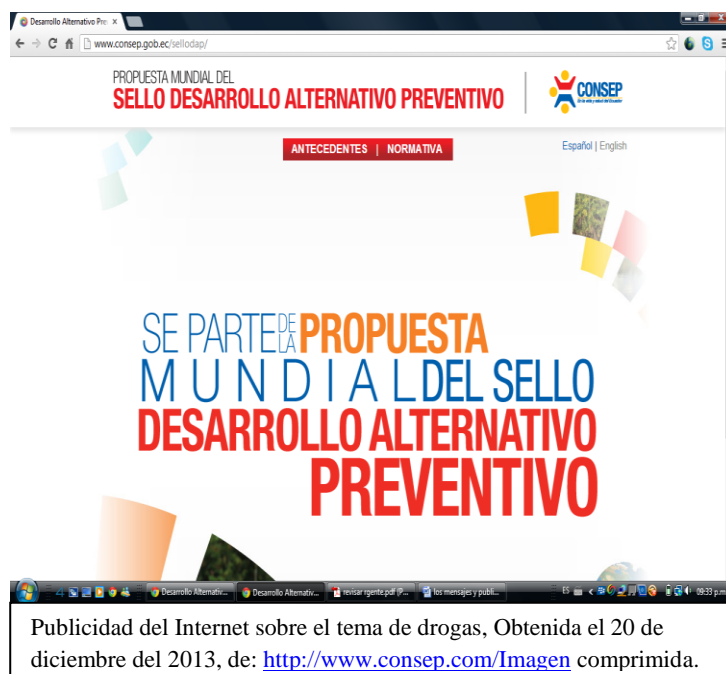 Desarrollo Alternativo Pre
www.consep.gob.ec/sellodap/
PROPUESTA MUNDIAL DEL
SELLO DESARROLLO ALTERNATIVO PREVENTIVO
CONSEP
ANTECEDENTES | NORMATIVA
Español | English
SE PARTE DE LA PROPUESTA
MUNDIAL DEL SELLO
DESARROLLO ALTERNATIVO
PREVENTIVO
Desarrollo Alternativ...
Desarrollo Alternativ...
revisar rgente.pdf (P...
los mensajes y publi...
ES
09:33 p.m.
Publicidad del Internet sobre el tema de drogas, Obtenida el 20 de
diciembre del 2013, de: http://www.consep.com/Imagen comprimida.